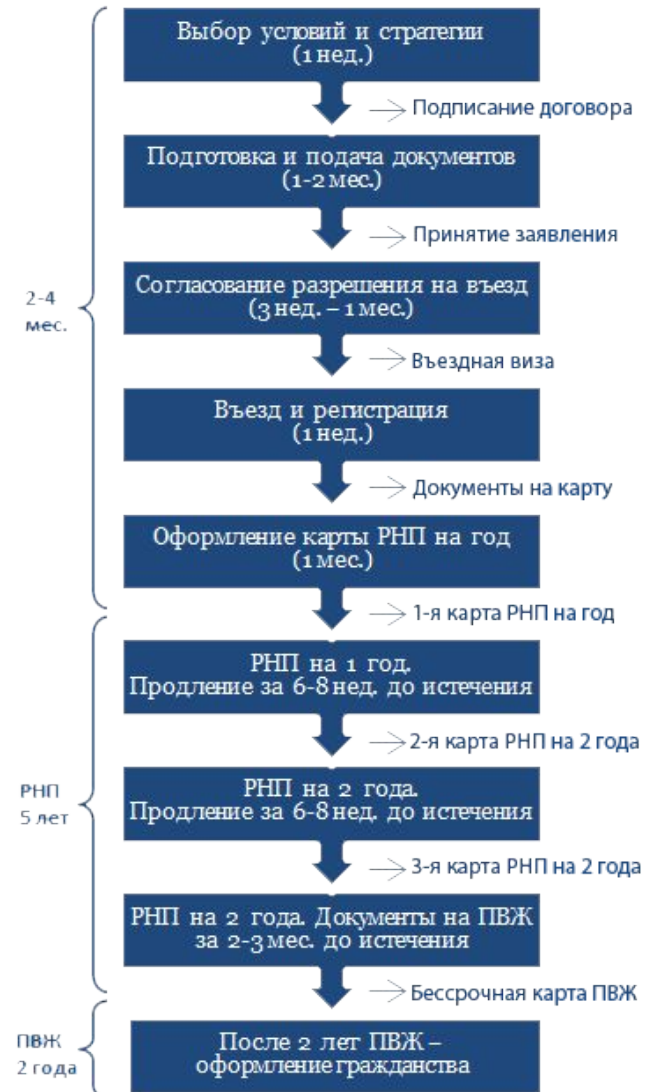 Выбор условий и стратегии
(1 нед.)
Подписание договора
Подготовка и подача документов
(1-2 мес.)
Принятие заявления
Согласование разрешения на въезд
(3 нед. – 1 мес.)
Въездная виза
2-4
мес.
Въезд и регистрация
(1 нед.)
Документы на карту
Оформление карты РНП на год
(1 мес.)
1-я карта РНП на год
РНП на 1 год.
Продление за 6-8 нед. до истечения
2-я карта РНП на 2 года
РНП
5 лет
РНП на 2 года.
Продление за 6-8 нед. до истечения
3-я карта РНП на 2 года
РНП на 2 года. Документы на ПВЖ
за 2-3 мес. до истечения
Бессрочная карта ПВЖ
ПВЖ
2 года
После 2 лет ПВЖ –
оформление гражданства